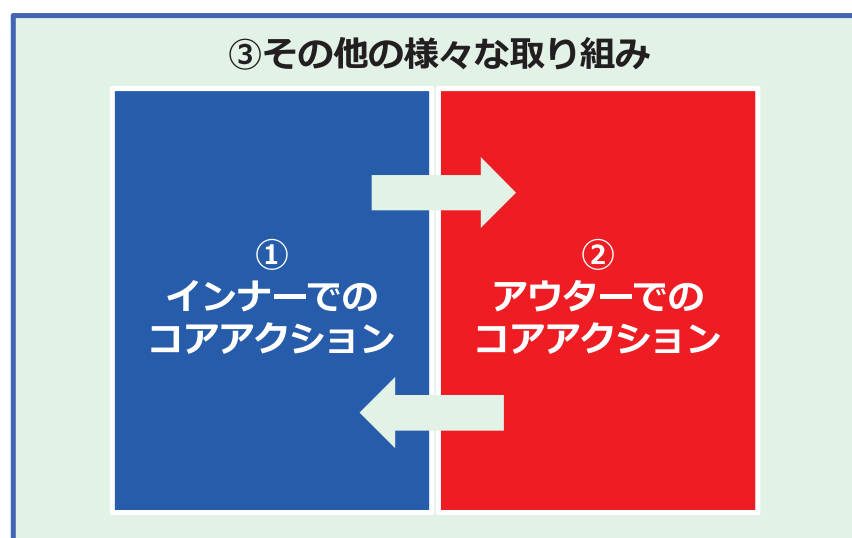 ③その他の様々な取り組み
①
インナーでの
コアアクション
②
アウターでの
コアアクション